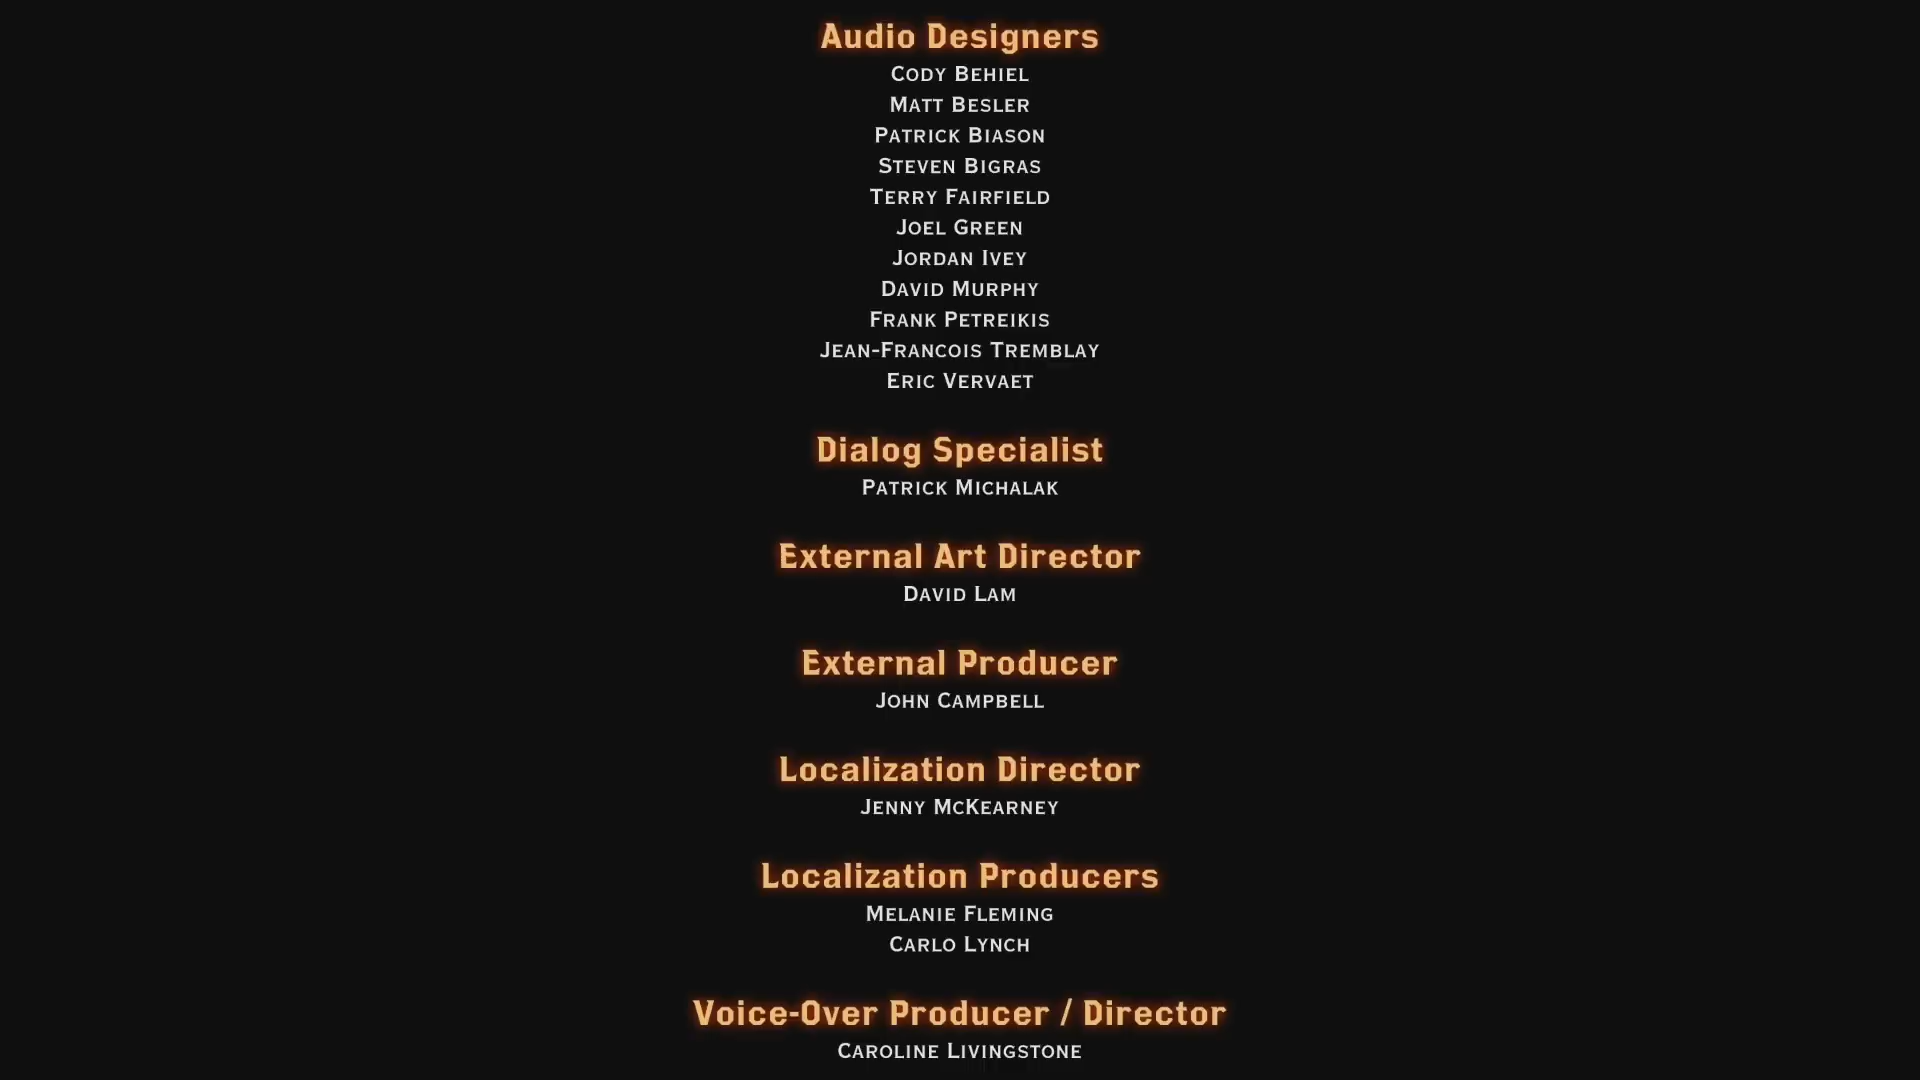 Audio Designers
Cody Behiel
Matt Besler
Patrick Biason
Steven Bigras
Terry Fairfield
Joel Green
Jordan Ivey
David Murphy
Frank Petreikis
Jean-Francois Tremblay
Eric Vervaet
Dialog Specialist
Patrick Michalak
External Art Director
David Lam
External Producer
John Campbell
Localization Director
Jenny McKearney
Localization Producers
Melanie Fleming
Carlo Lynch
Voice-Over Producer / Director
Caroline Livingstone